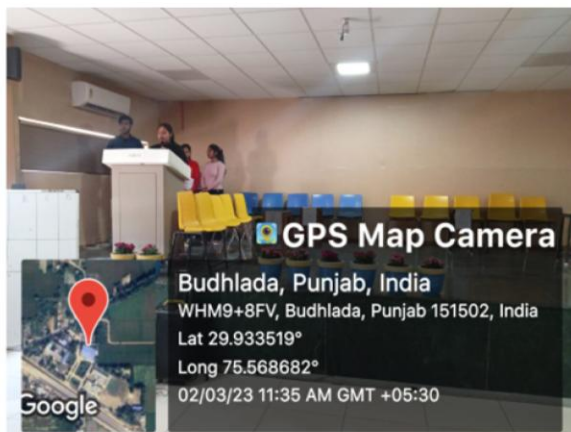 GPS Map Camera
Budhlada, Punjab, India
WHM9+8FV, Budhlada, Punjab 151502, India
Lat 29.933519°
Long 75.568682°
02/03/23 11:35 AM GMT +05:30
Google